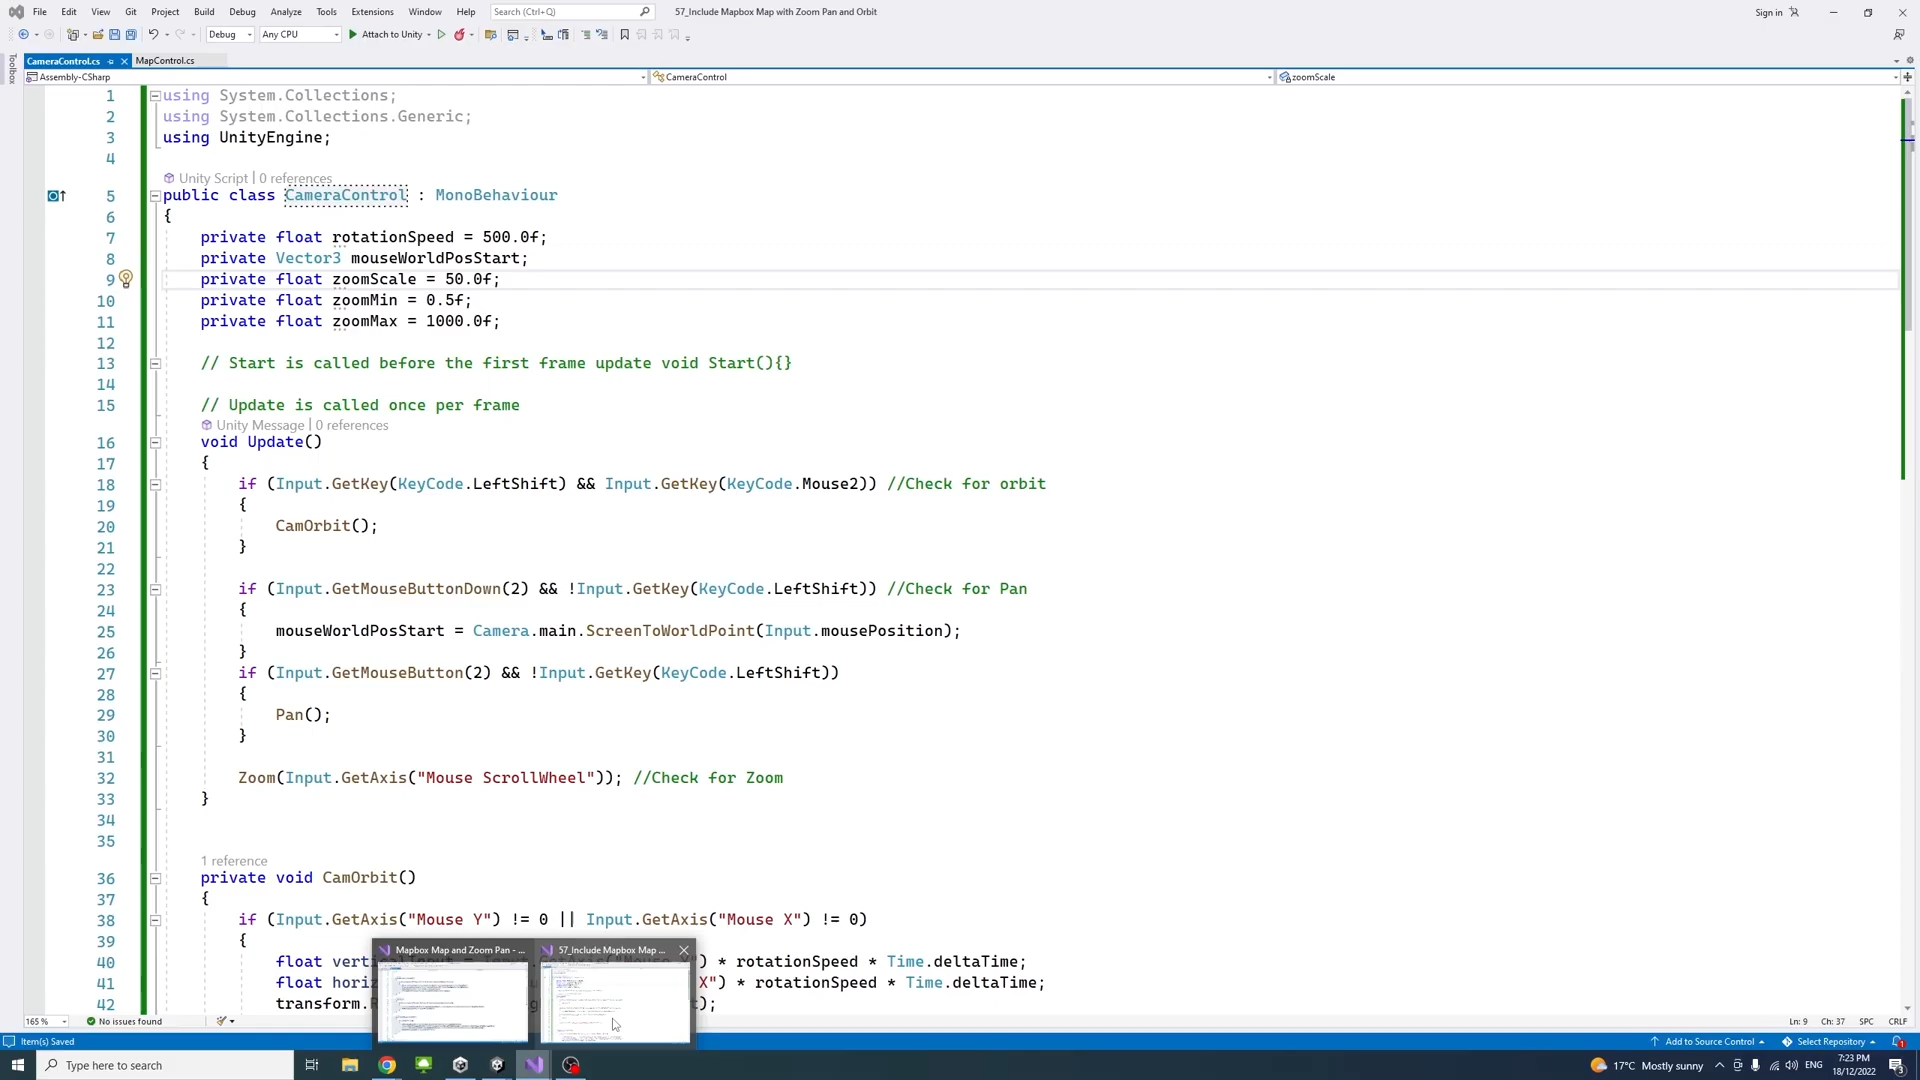 File Edit View Git Project Build Debug Analyze Tools Extensions Window Help Search (Ctrl+Q) 57_Include Mapbox Map with Zoom Pan and Orbit Sign in
Debug Any CPU Attach to Unity
CameraControl.cs MapControl.cs
Toolbox
Assembly-CSharp CameraControl zoomScale
1 using System.Collections;
2 using System.Collections.Generic;
3 using UnityEngine;
4
Unity Script | 0 references
5 public class CameraControl : MonoBehaviour
6 {
7 private float rotationSpeed = 500.0f;
8 private Vector3 mouseWorldPosStart;
9 private float zoomScale = 50.0f;
10 private float zoomMin = 0.5f;
11 private float zoomMax = 1000.0f;
12
13 // Start is called before the first frame update void Start(){}
14
15 // Update is called once per frame
Unity Message | 0 references
16 void Update()
17 {
18 if (Input.GetKey(KeyCode.LeftShift) && Input.GetKey(KeyCode.Mouse2)) //Check for orbit
19 {
20 CamOrbit();
21 }
22
23 if (Input.GetMouseButtonDown(2) && !Input.GetKey(KeyCode.LeftShift)) //Check for Pan
24 {
25 mouseWorldPosStart = Camera.main.ScreenToWorldPoint(Input.mousePosition);
26 }
27 if (Input.GetMouseButton(2) && !Input.GetKey(KeyCode.LeftShift))
28 {
29 Pan();
30 }
31
32 Zoom(Input.GetAxis("Mouse ScrollWheel")); //Check for Zoom
33 }
34
35
1 reference
36 private void CamOrbit()
37 {
38 if (Input.GetAxis("Mouse Y") != 0 || Input.GetAxis("Mouse X") != 0)
39 {
Mapbox Map and Zoom Pan - ... 57_Include Mapbox Map ...
40 float ) * rotationSpeed * Time.deltaTime;
41 float X") * rotationSpeed * Time.deltaTime;
42 transform. );
165 % No issues found Ln: 9 Ch: 37 SPC CRLF
Item(s) Saved Add to Source Control Select Repository
Type here to search 17°C Mostly sunny ENG 7:23 PM
18/12/2022